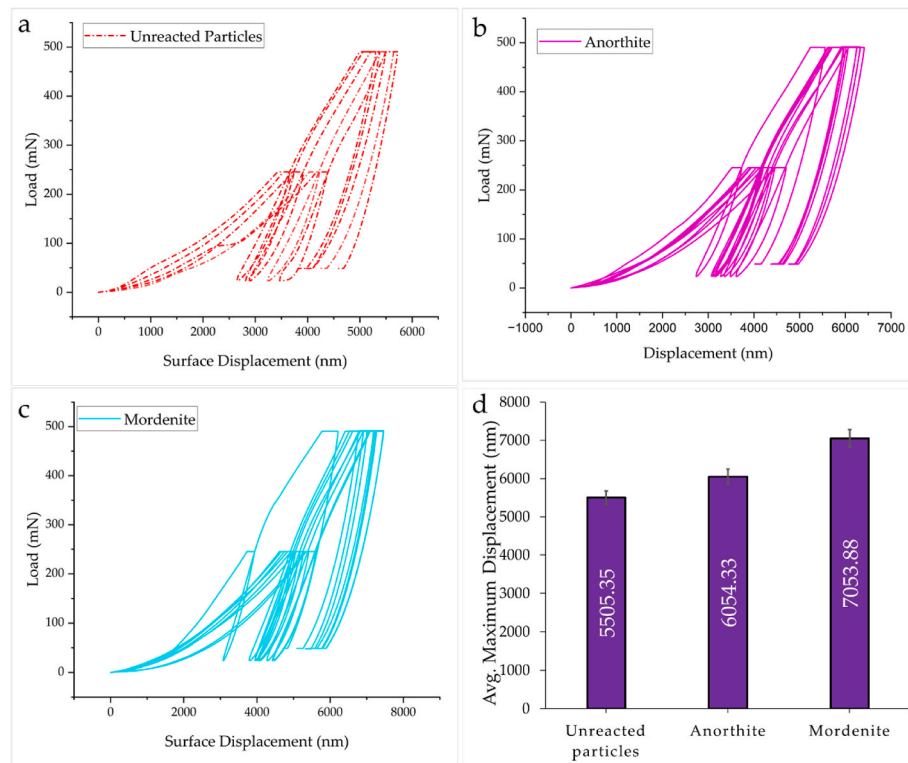 a
Unreacted Particles
500
400
300
200
100
0
Load (mN)
0 1000 2000 3000 4000 5000 6000
Surface Displacement (nm)
b
Anorthite
500
400
300
200
100
0
Load (mN)
−1000 0 1000 2000 3000 4000 5000 6000 7000
Displacement (nm)
c
Mordenite
500
400
300
200
100
0
Load (mN)
0 2000 4000 6000 8000
Surface Displacement (nm)
d
8000
7000
6000
5000
4000
3000
2000
1000
0
Avg. Maximum Displacement (nm)
5505.35
6054.33
7053.88
Unreacted Anorthite Mordenite
particles